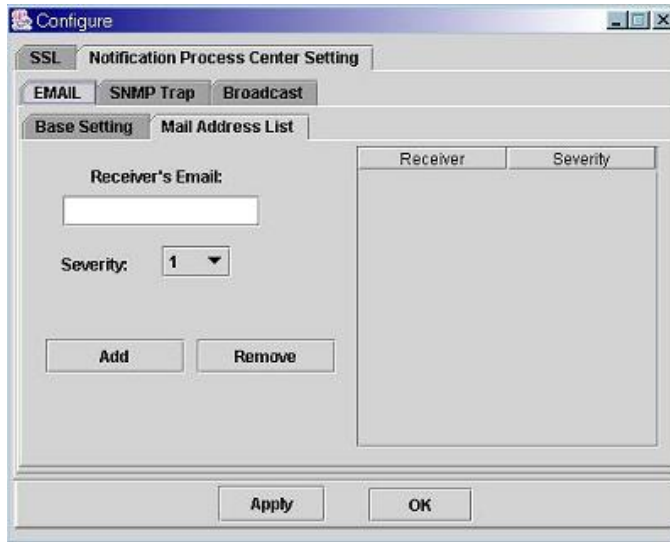 Configure
SSL Notification Process Center Setting
EMAIL SNMP Trap Broadcast
Base Setting Mail Address List
Receiver's Email:
Severity: 1
Add Remove
Receiver Severity
Apply OK